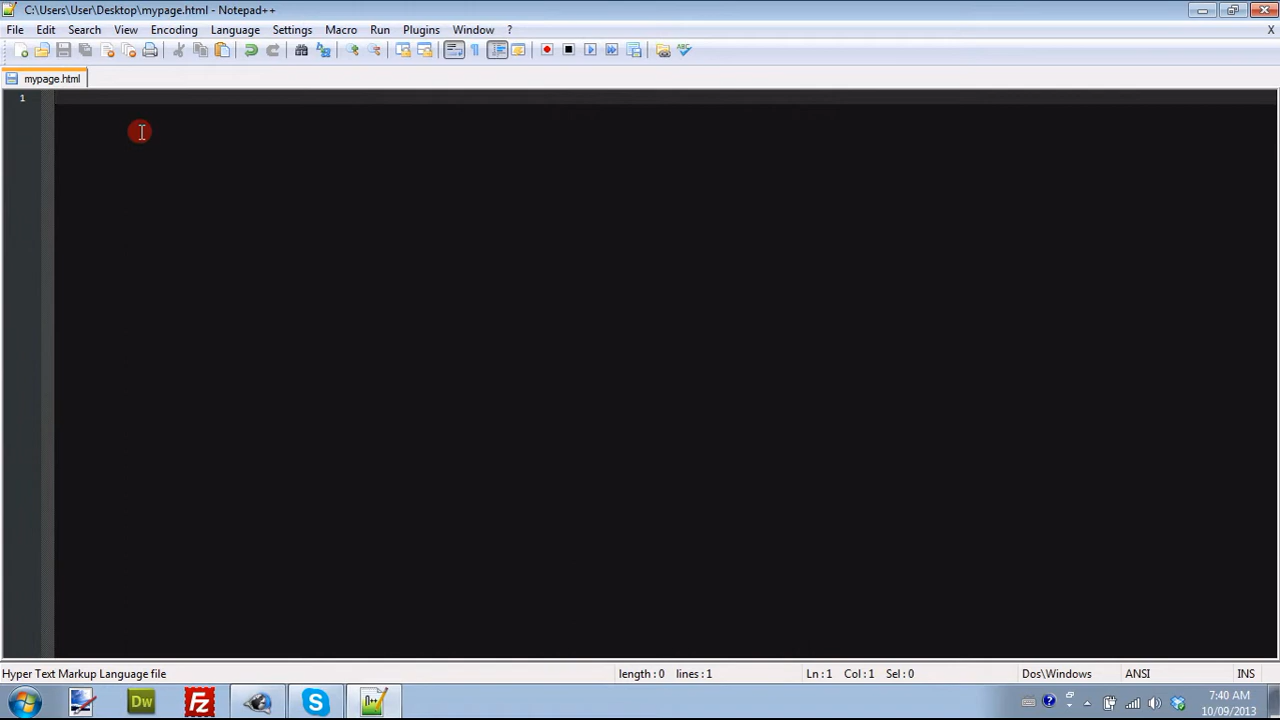 C:\Users\User\Desktop\mypage.html - Notepad++
File Edit Search View Encoding Language Settings Macro Run Plugins Window ? X
mypage.html
1
Hyper Text Markup Language file length : 0 lines : 1 Ln : 1 Col : 1 Sel : 0 Dos\Windows ANSI INS
Dw Fz S n++ 7:40 AM
10/09/2013